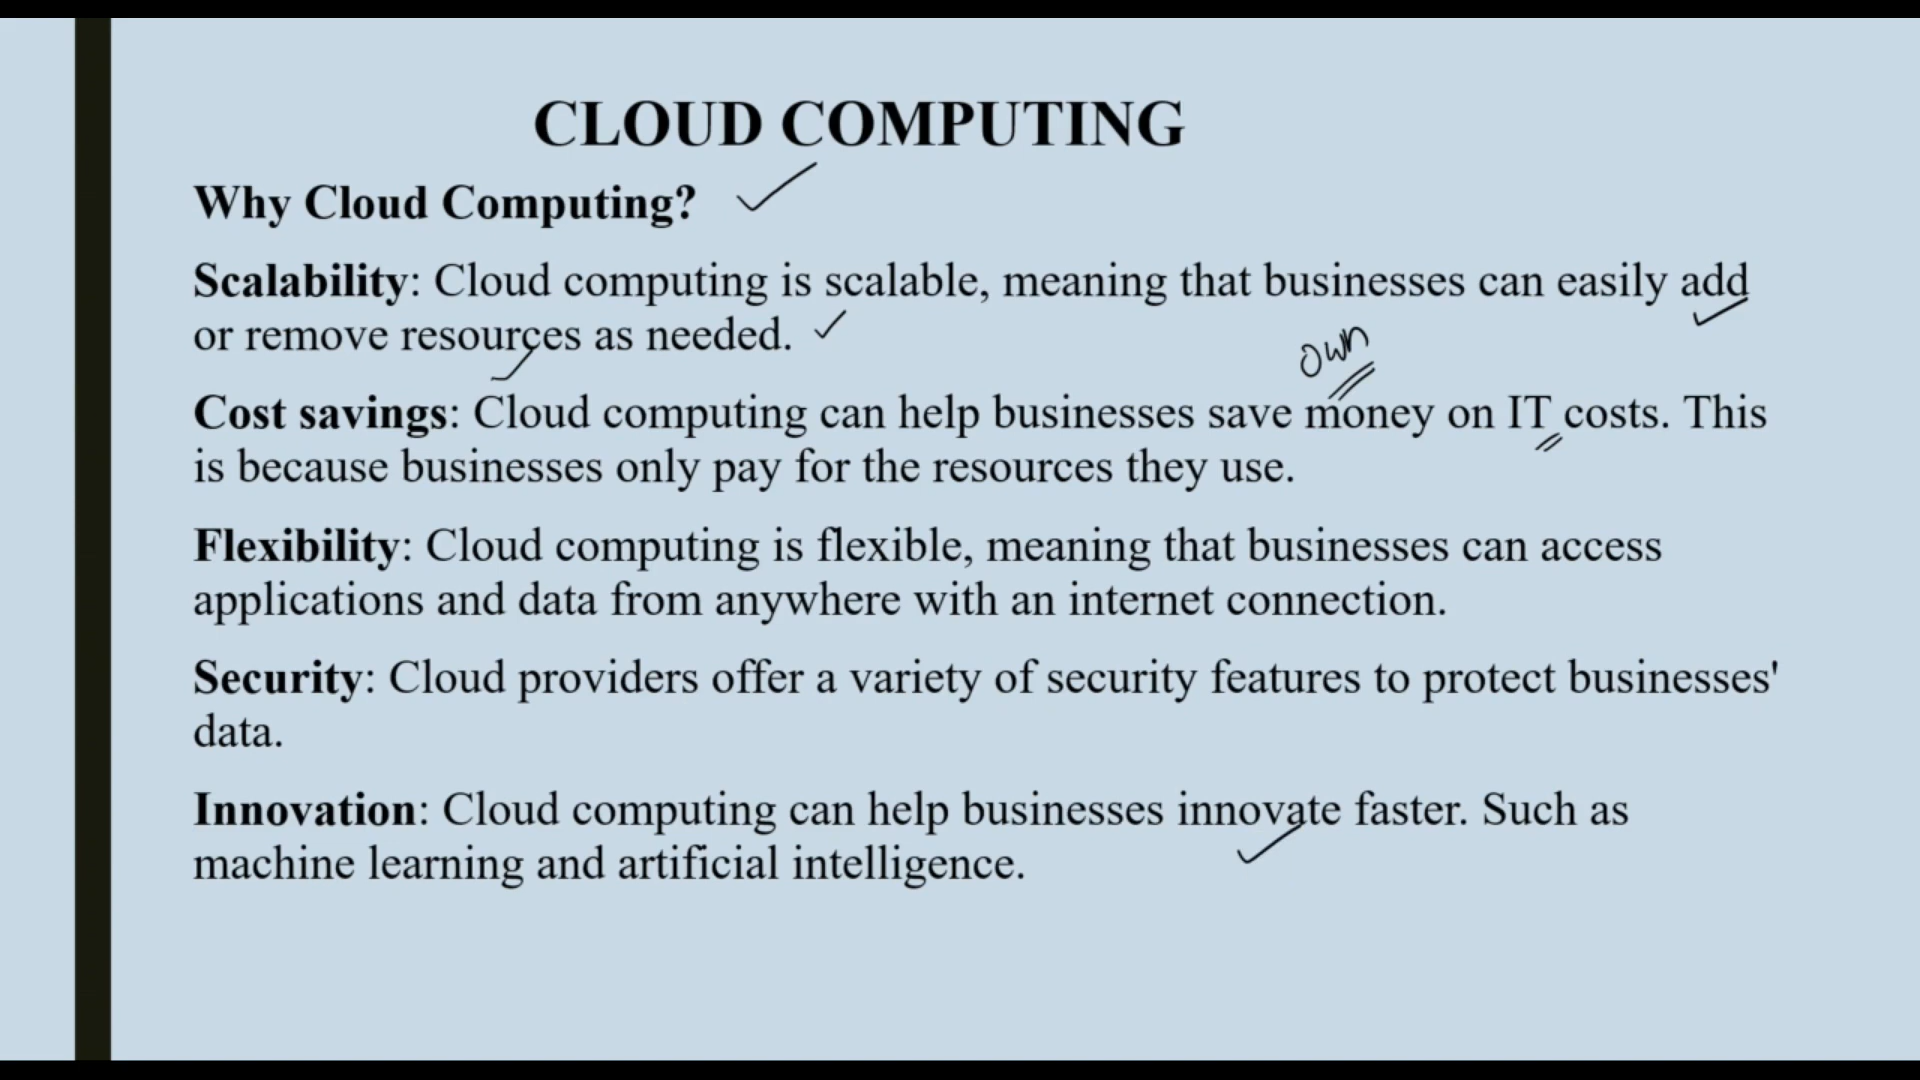 CLOUD COMPUTING
Why Cloud Computing?
Scalability: Cloud computing is scalable, meaning that businesses can easily add
or remove resources as needed.
own
Cost savings: Cloud computing can help businesses save money on IT costs. This
is because businesses only pay for the resources they use.
Flexibility: Cloud computing is flexible, meaning that businesses can access
applications and data from anywhere with an internet connection.
Security: Cloud providers offer a variety of security features to protect businesses'
data.
Innovation: Cloud computing can help businesses innovate faster. Such as
machine learning and artificial intelligence.